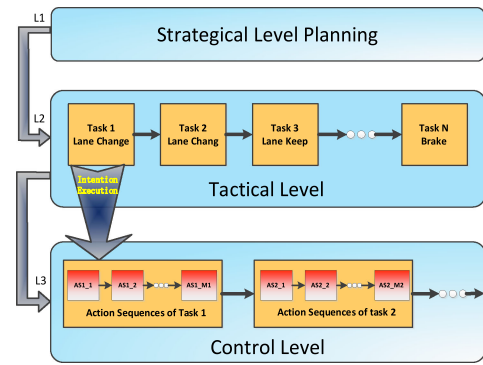 L1
Strategical Level Planning
L2
Task 1
Lane Change
Task 2
Lane Chang
Task 3
Lane Keep
Task N
Brake
Intention
Execution
Tactical Level
L3
AS1_1
AS1_2
AS1_M1
Action Sequences of Task 1
AS2_1
AS2_2
AS2_M2
Action Sequences of task 2
Control Level